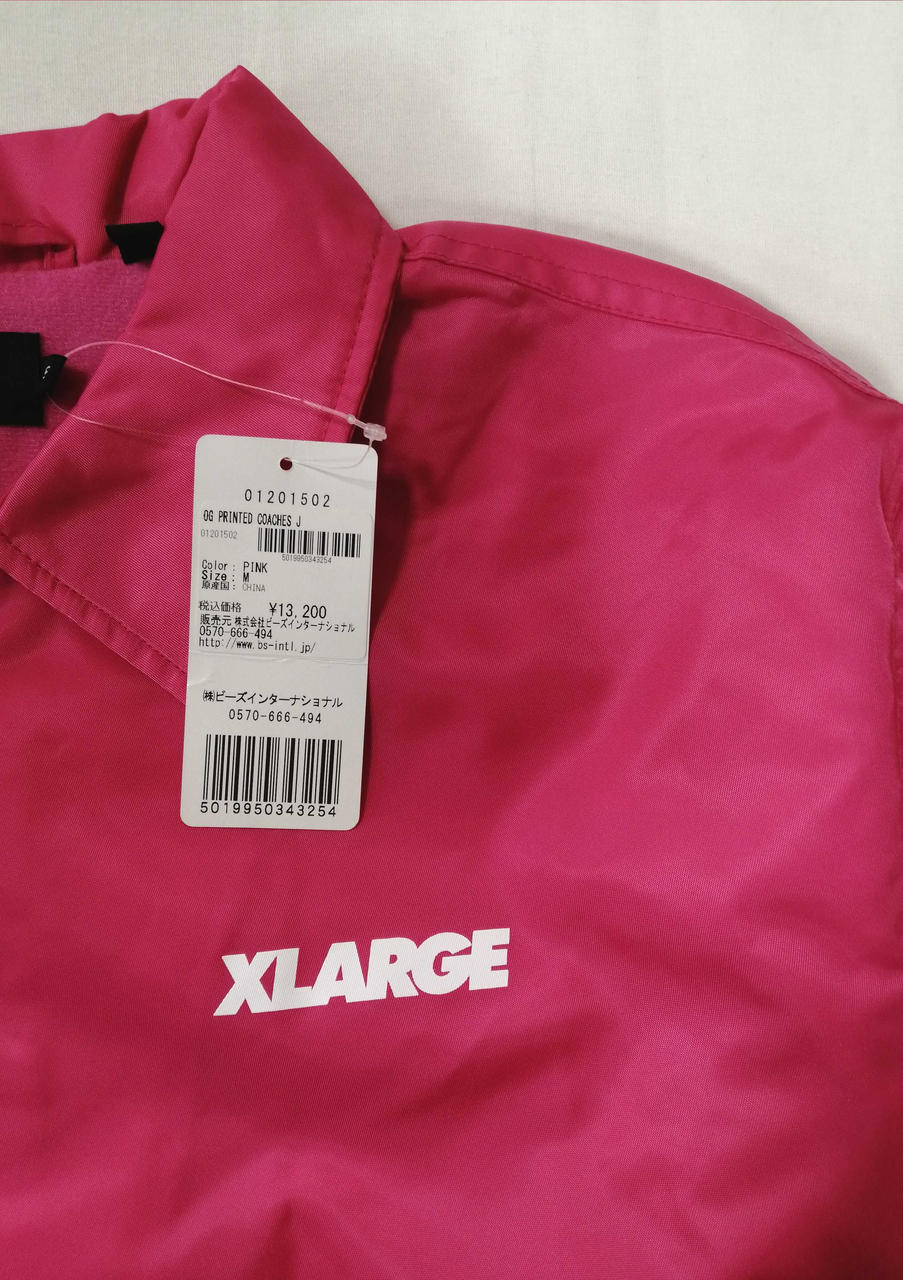 01201502
OG PRINTED COACHES J
01201502
5019950343254
Color : PINK
Size : M
原産国 : CHINA
税込価格 ¥13,200
販売元 株式会社ビーズインターナショナル
0570-666-494
http://www.bs-intl.jp/
㈱ビーズインターナショナル
0570-666-494
5019950343254
XLARGE